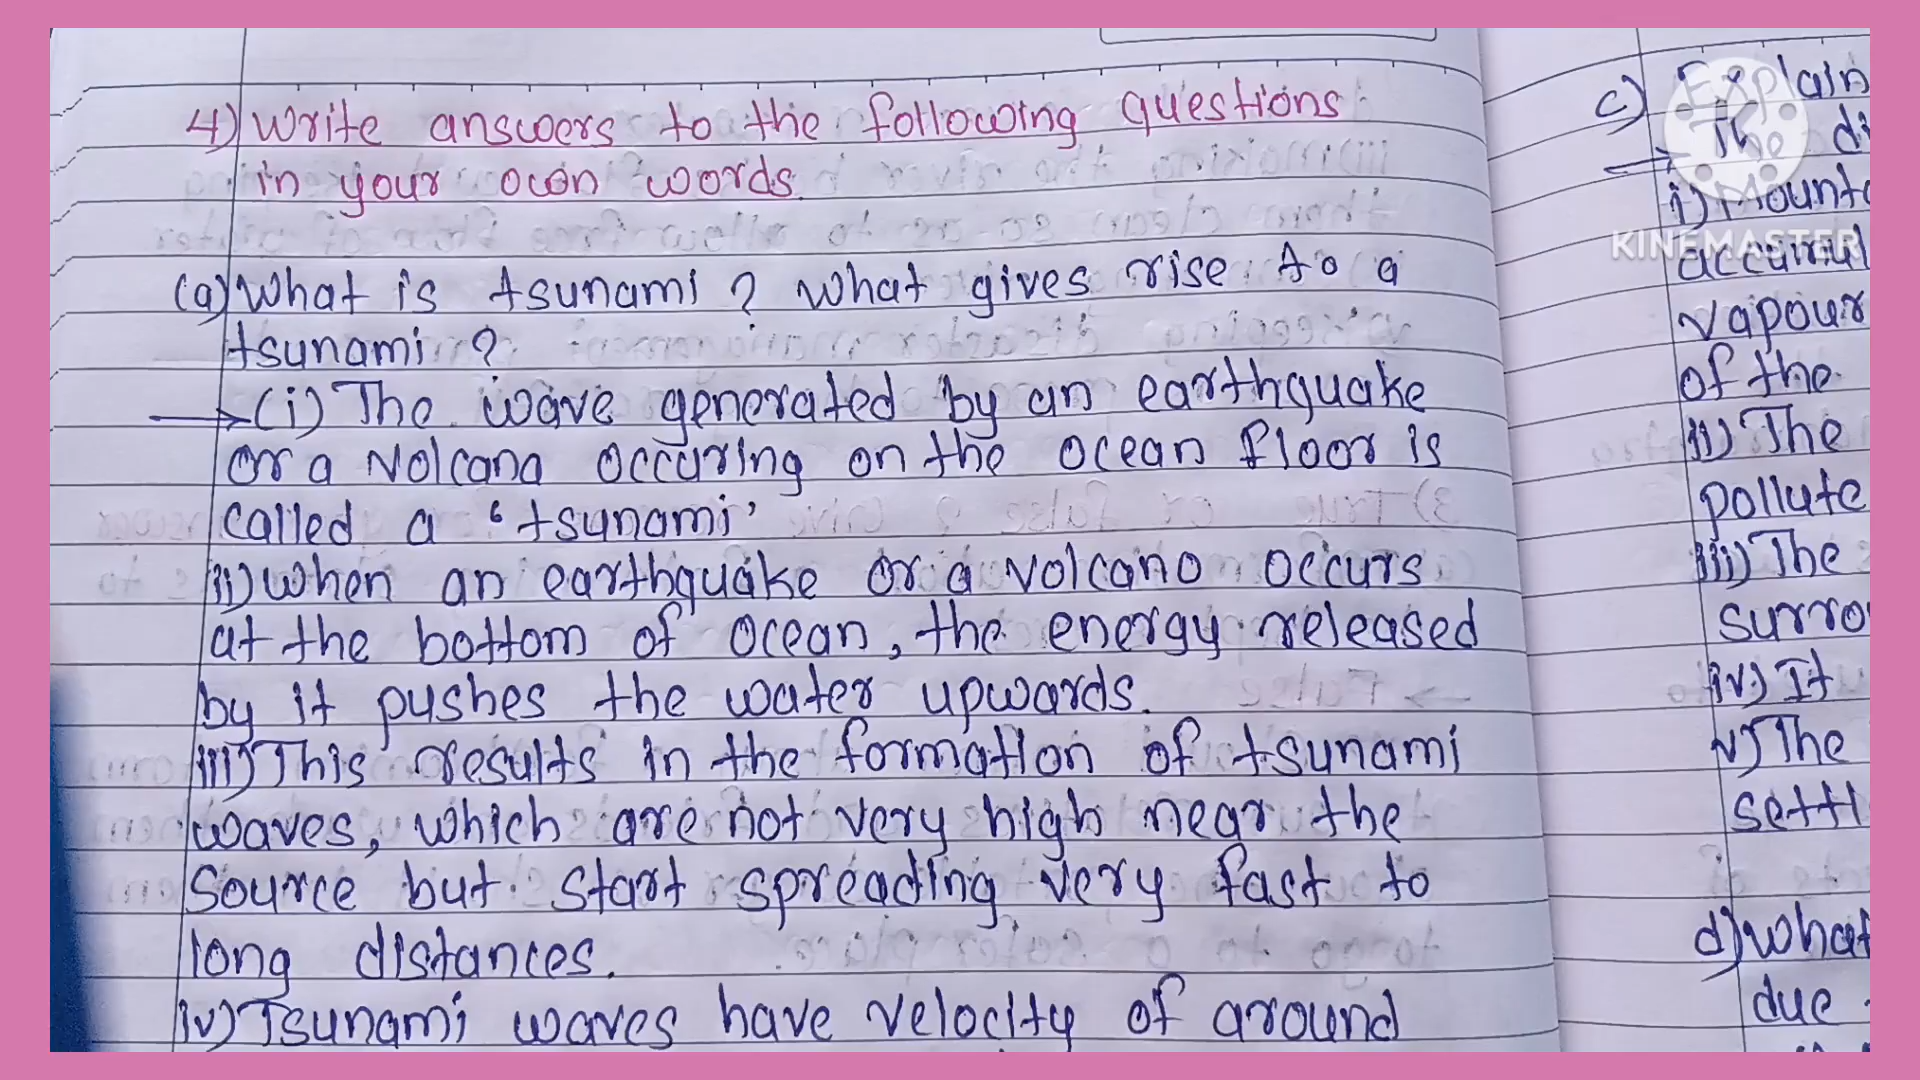 4) Write answers to the following questions
in your own words.
(a) What is tsunami ? What gives rise to a
tsunami ?
→ (i) The wave generated by an earthquake
or a volcano occuring on the ocean floor is
called a 'tsunami'
ii) When an earthquake or a volcano occurs
at the bottom of ocean, the energy released
by it pushes the water upwards.
iii) This results in the formation of tsunami
waves, which are not very high near the
source but start spreading very fast to
long distances.
iv) Tsunami waves have velocity of around
c) Explain
The di
i) Mounta
accumul
vapour
of the
ii) The
pollute
iii) The
surro
iv) It
v) The
settl
d) What
due
TK
KINEMASTER